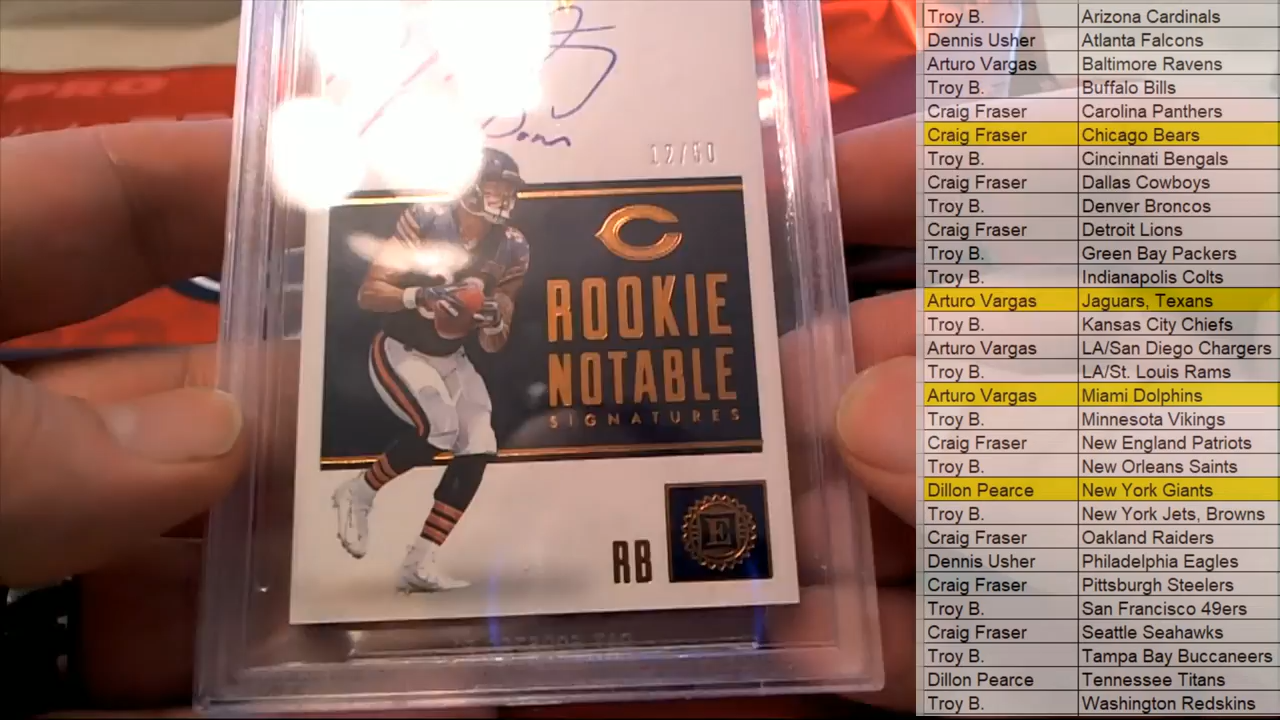 PRO
12/50
C
ROOKIE
NOTABLE
SIGNATURES
RB
E
Troy B. Arizona Cardinals
Dennis Usher Atlanta Falcons
Arturo Vargas Baltimore Ravens
Troy B. Buffalo Bills
Craig Fraser Carolina Panthers
Craig Fraser Chicago Bears
Troy B. Cincinnati Bengals
Craig Fraser Dallas Cowboys
Troy B. Denver Broncos
Craig Fraser Detroit Lions
Troy B. Green Bay Packers
Troy B. Indianapolis Colts
Arturo Vargas Jaguars, Texans
Troy B. Kansas City Chiefs
Arturo Vargas LA/San Diego Chargers
Troy B. LA/St. Louis Rams
Arturo Vargas Miami Dolphins
Troy B. Minnesota Vikings
Craig Fraser New England Patriots
Troy B. New Orleans Saints
Dillon Pearce New York Giants
Troy B. New York Jets, Browns
Craig Fraser Oakland Raiders
Dennis Usher Philadelphia Eagles
Craig Fraser Pittsburgh Steelers
Troy B. San Francisco 49ers
Craig Fraser Seattle Seahawks
Troy B. Tampa Bay Buccaneers
Dillon Pearce Tennessee Titans
Troy B. Washington Redskins